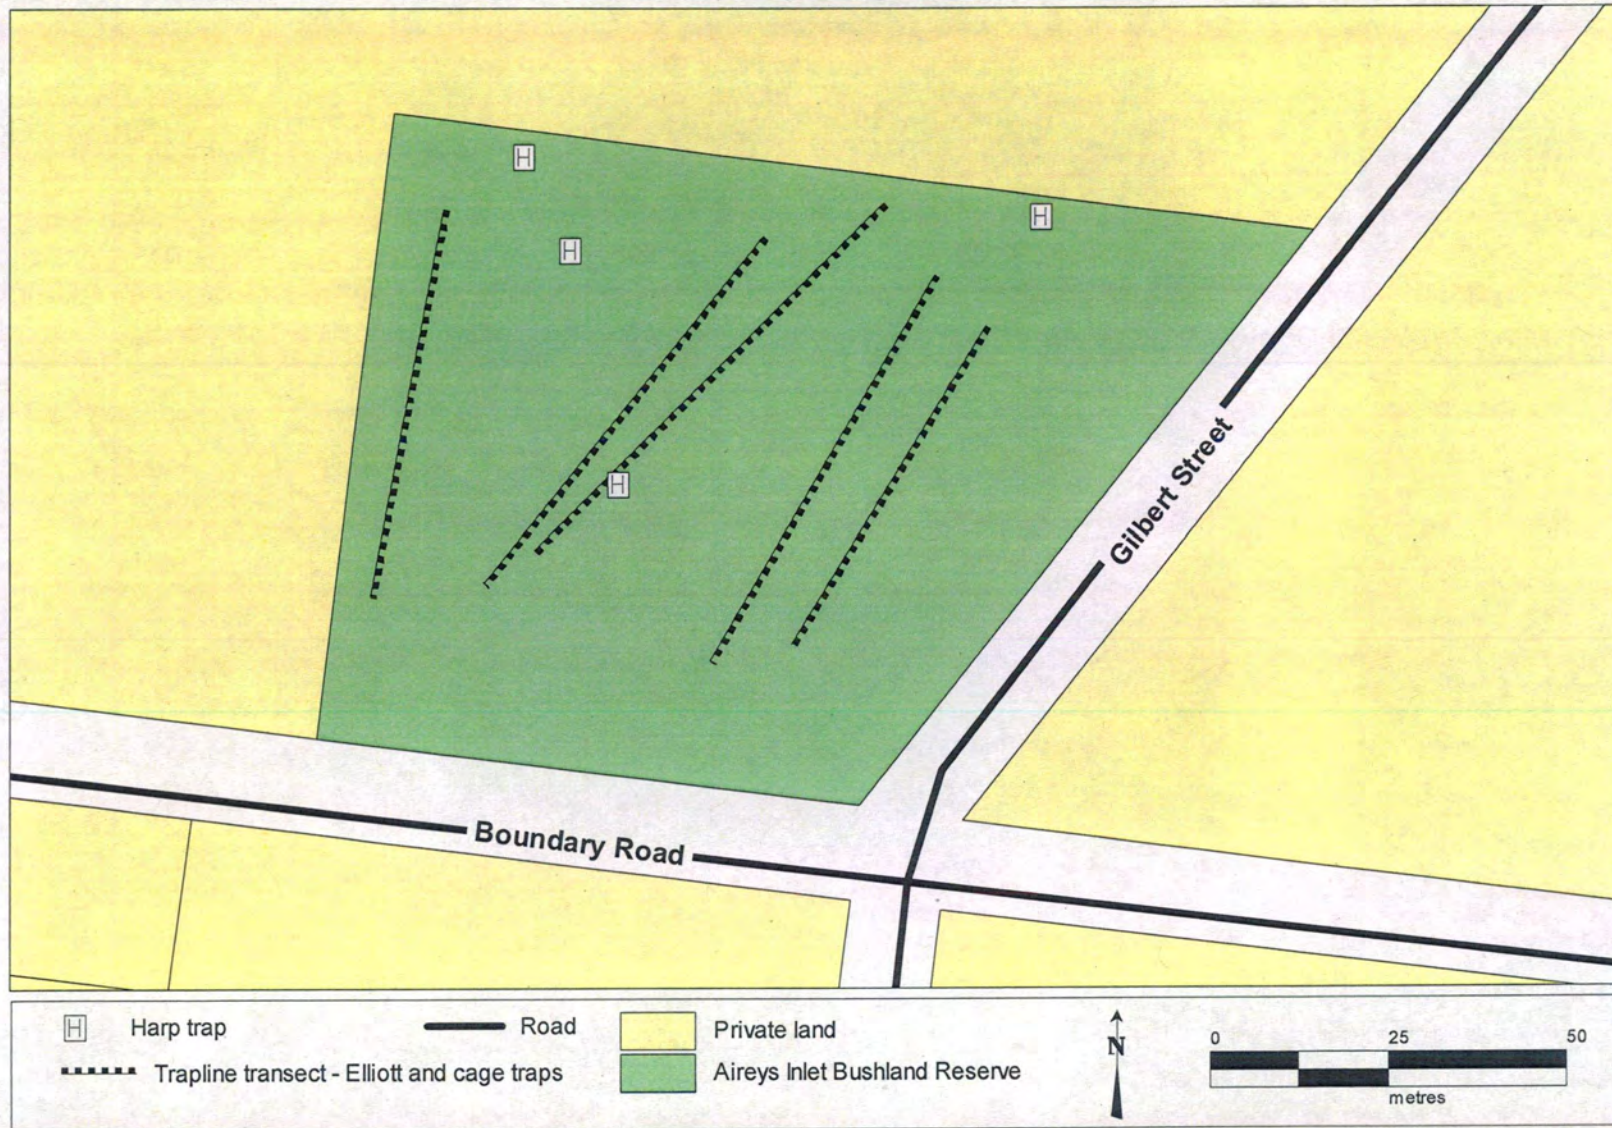 H
H
H
H
Gilbert Street
Boundary Road
H Harp trap
Road
Private land
Trapline transect - Elliott and cage traps
Aireys Inlet Bushland Reserve
N
0 25 50
metres